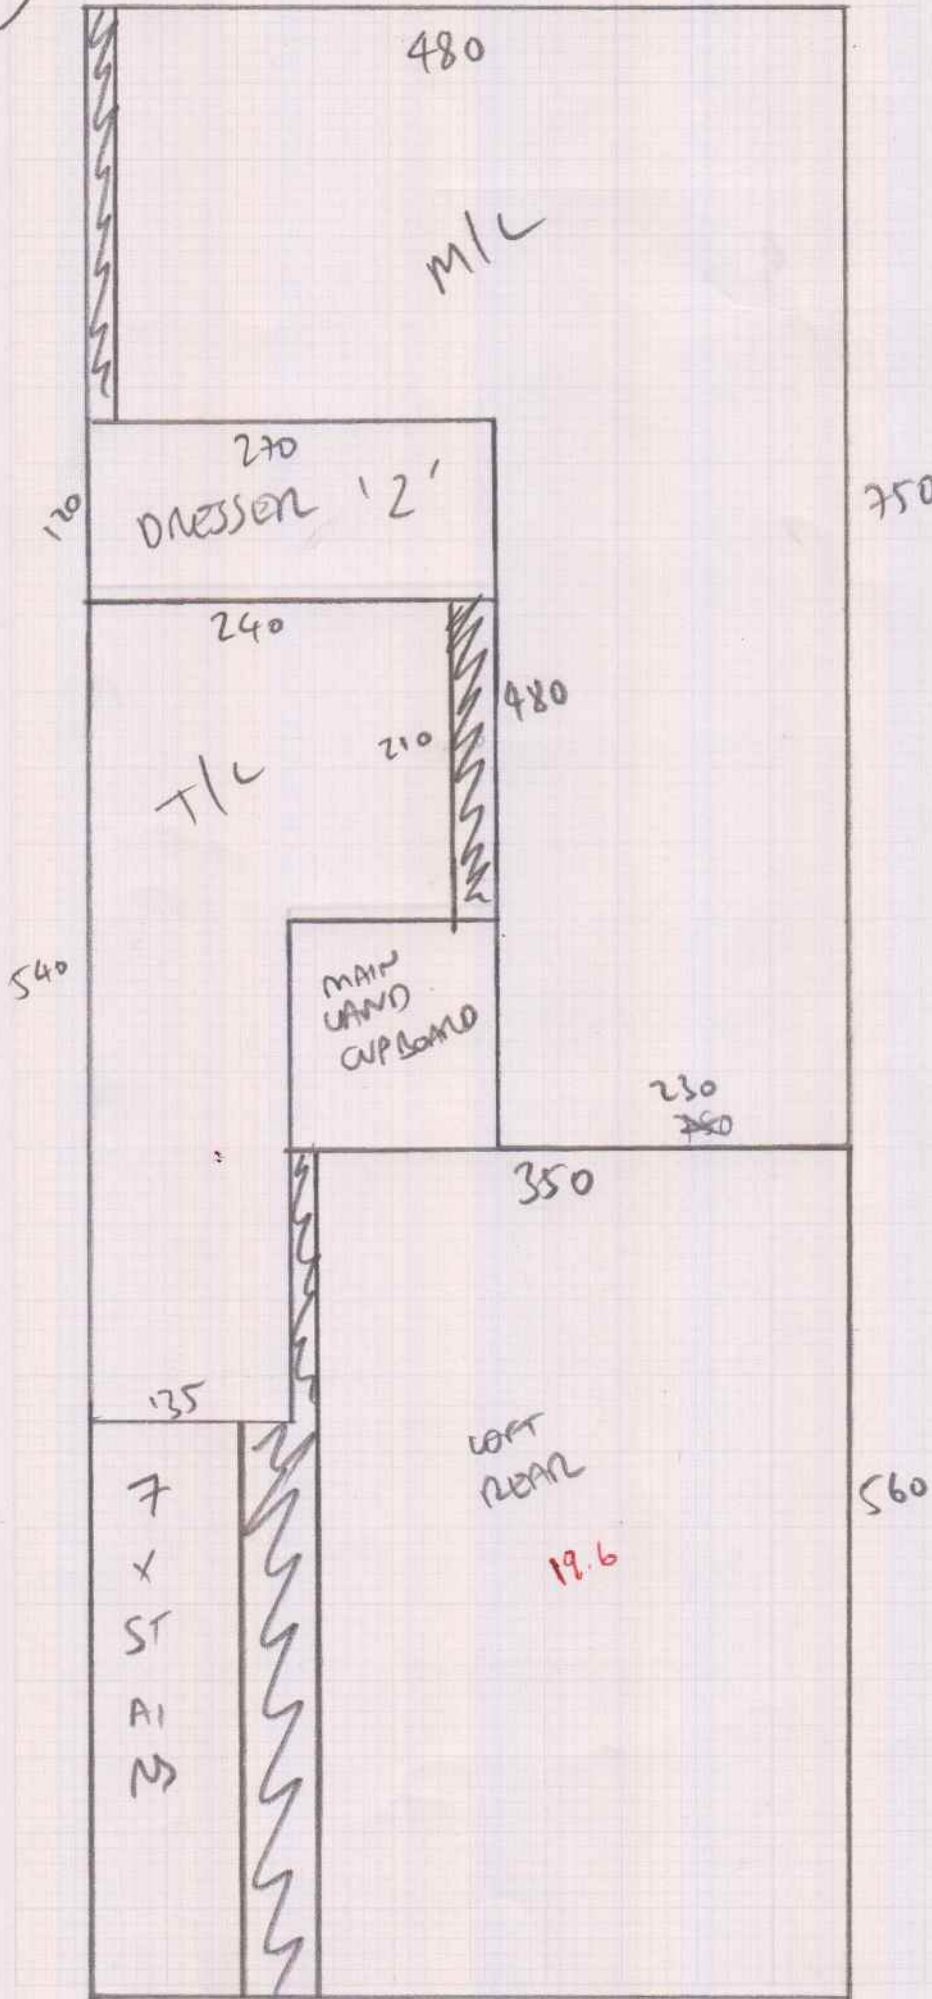 480
M/L
270
120
DRESSER '2'
750
240
T/L
210
480
540
MAIN
LAND
CUPBOARD
230
350
135
7
X
ST
AI
RS
LOFT
REAR
560
19.6